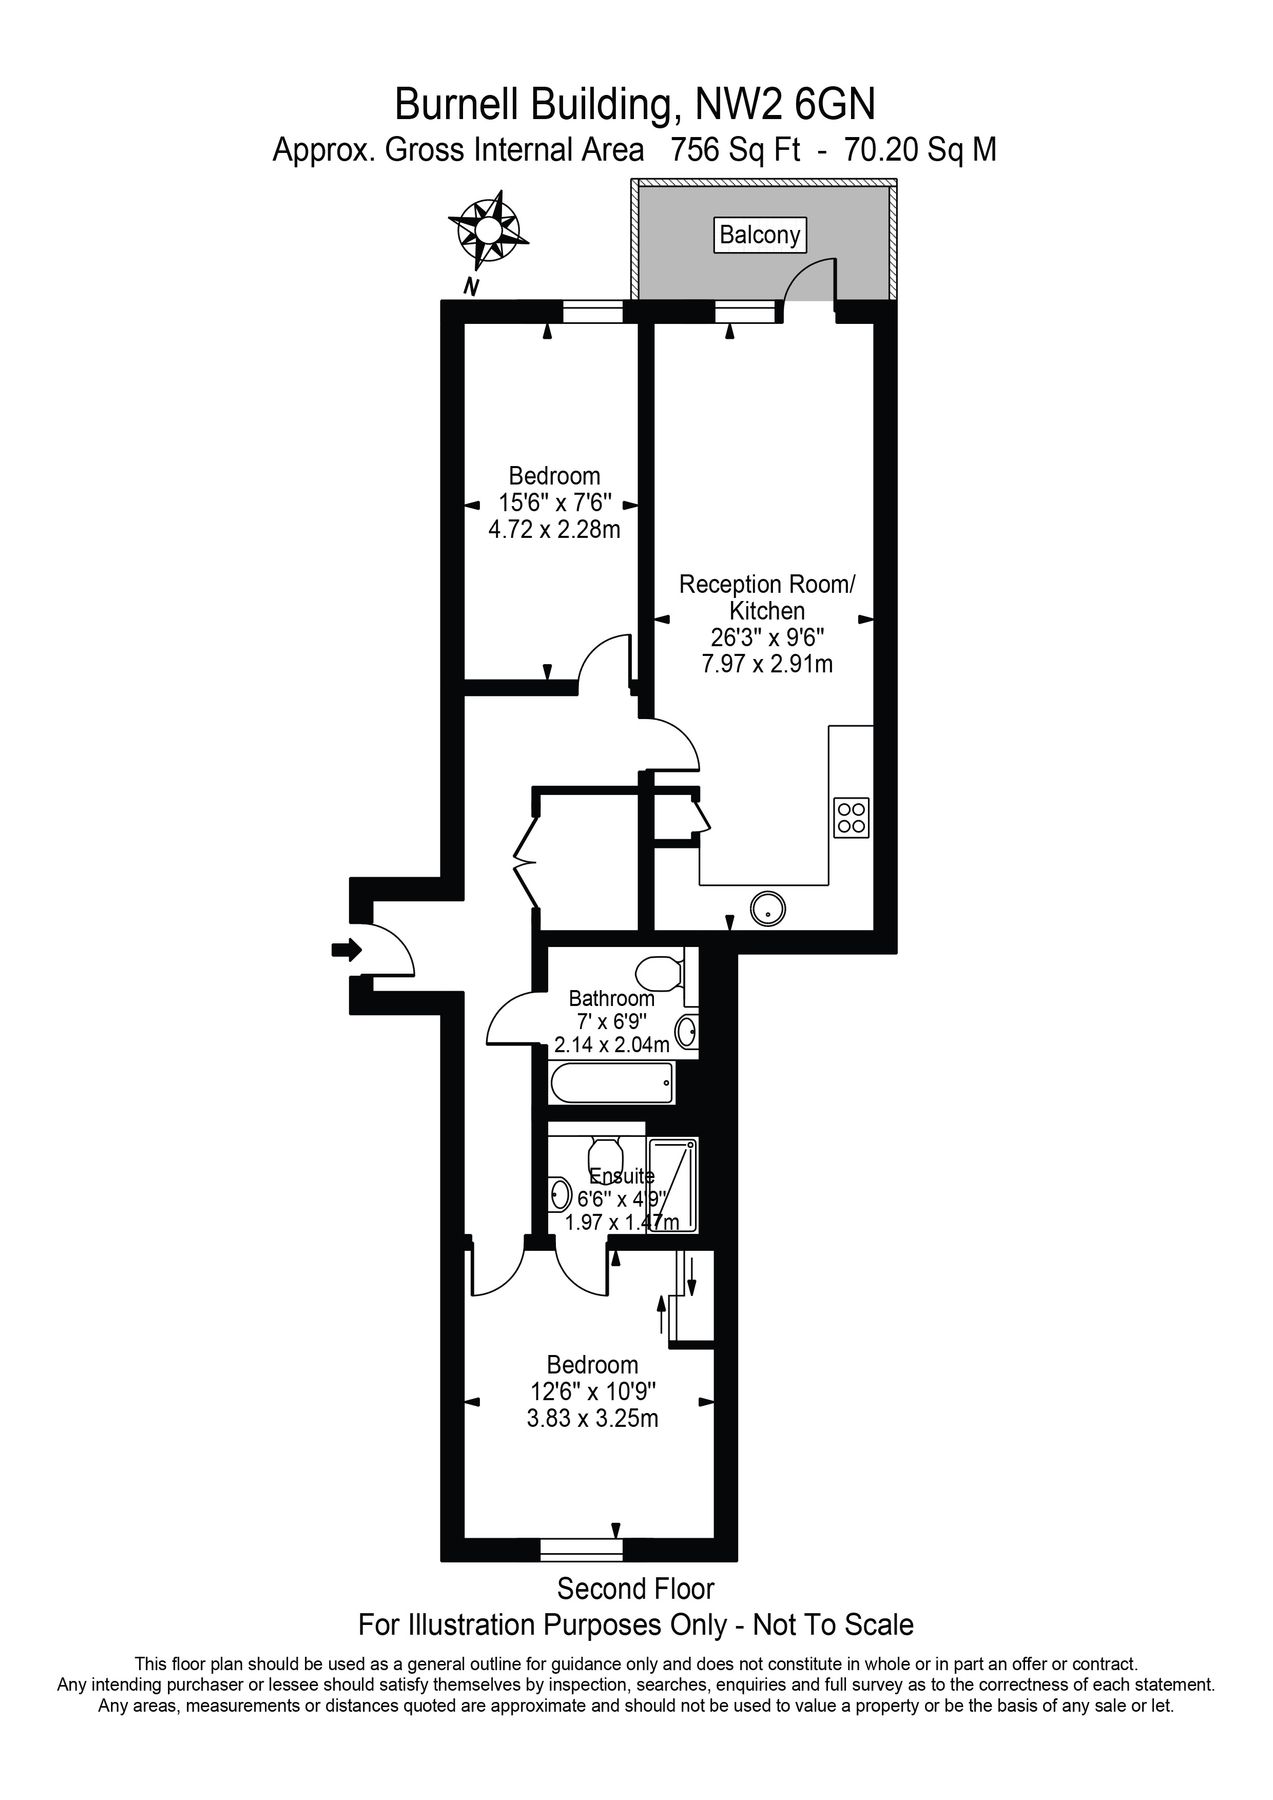 Burnell Building, NW2 6GN
Approx. Gross Internal Area   756 Sq Ft  -  70.20 Sq M
Balcony
N
Bedroom
15'6" x 7'6"
4.72 x 2.28m
Reception Room/
Kitchen
26'3" x 9'6"
7.97 x 2.91m
Bathroom
7' x 6'9"
2.14 x 2.04m
Ensuite
6'6" x 4'9"
1.97 x 1.47m
Bedroom
12'6" x 10'9"
3.83 x 3.25m
Second Floor
For Illustration Purposes Only - Not To Scale
This floor plan should be used as a general outline for guidance only and does not constitute in whole or in part an offer or contract.
Any intending purchaser or lessee should satisfy themselves by inspection, searches, enquiries and full survey as to the correctness of each statement.
Any areas, measurements or distances quoted are approximate and should not be used to value a property or be the basis of any sale or let.